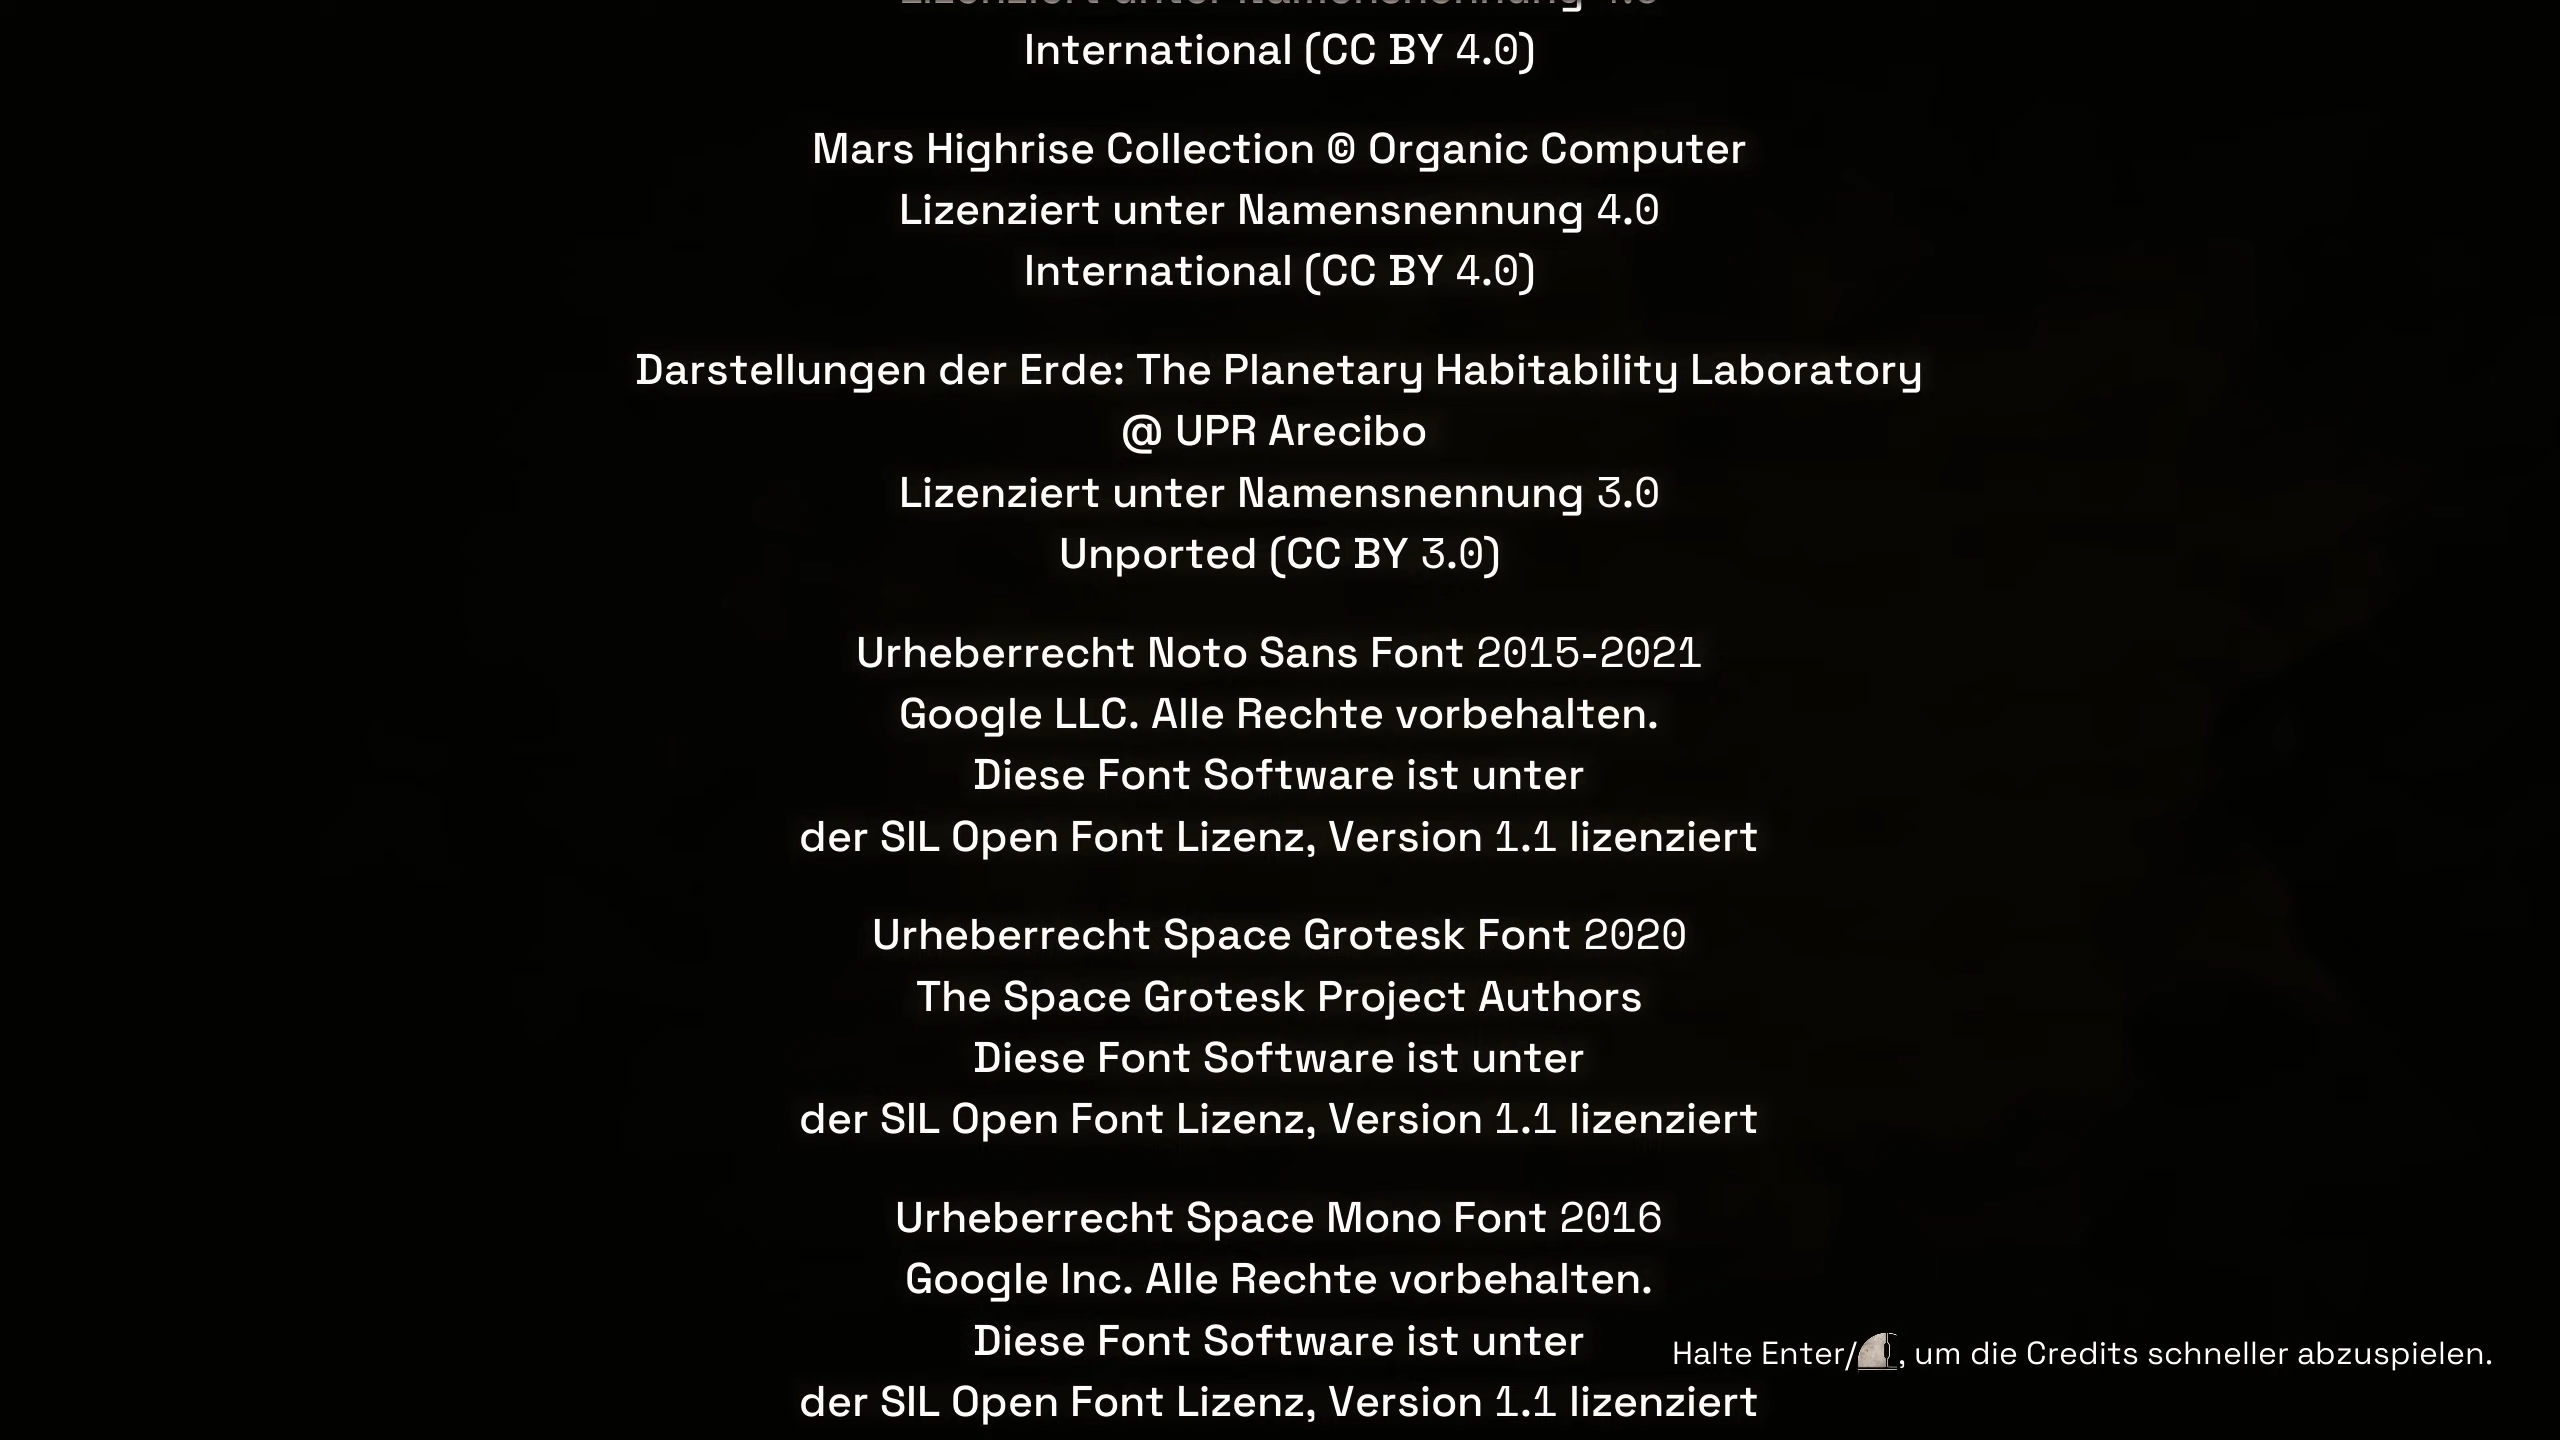 Lizenziert unter Namensnennung 4.0
International (CC BY 4.0)
Mars Highrise Collection © Organic Computer
Lizenziert unter Namensnennung 4.0
International (CC BY 4.0)
Darstellungen der Erde: The Planetary Habitability Laboratory
@ UPR Arecibo
Lizenziert unter Namensnennung 3.0
Unported (CC BY 3.0)
Urheberrecht Noto Sans Font 2015-2021
Google LLC. Alle Rechte vorbehalten.
Diese Font Software ist unter
der SIL Open Font Lizenz, Version 1.1 lizenziert
Urheberrecht Space Grotesk Font 2020
The Space Grotesk Project Authors
Diese Font Software ist unter
der SIL Open Font Lizenz, Version 1.1 lizenziert
Urheberrecht Space Mono Font 2016
Google Inc. Alle Rechte vorbehalten.
Diese Font Software ist unter
der SIL Open Font Lizenz, Version 1.1 lizenziert
Halte Enter/, um die Credits schneller abzuspielen.